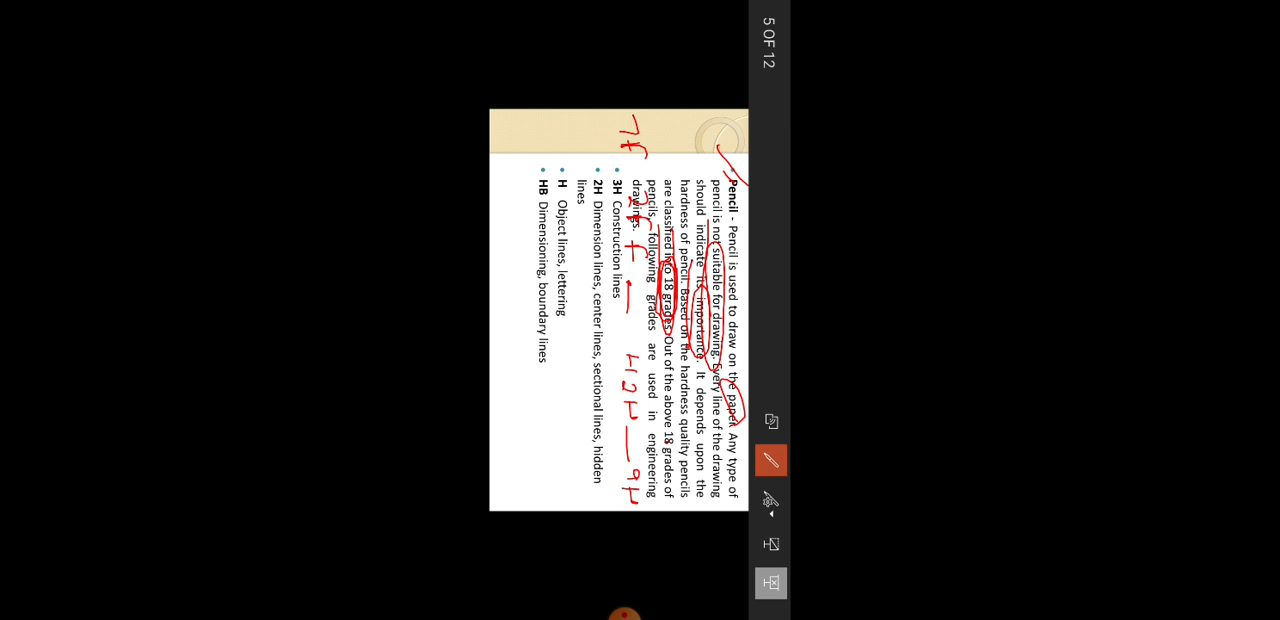 5 OF 12
Pencil - Pencil is used to draw on the paper. Any type of
pencil is not suitable for drawing. Every line of the drawing
should indicate its importance. It depends upon the
hardness of pencil. Based on the hardness quality pencils
are classified into 18 grades. Out of the above 18 grades of
pencils, following grades are used in engineering
drawings.
7F 2F F — H 2H — 9H
3H Construction lines
2H Dimension lines, center lines, sectional lines, hidden
lines
H Object lines, lettering
HB Dimensioning, boundary lines